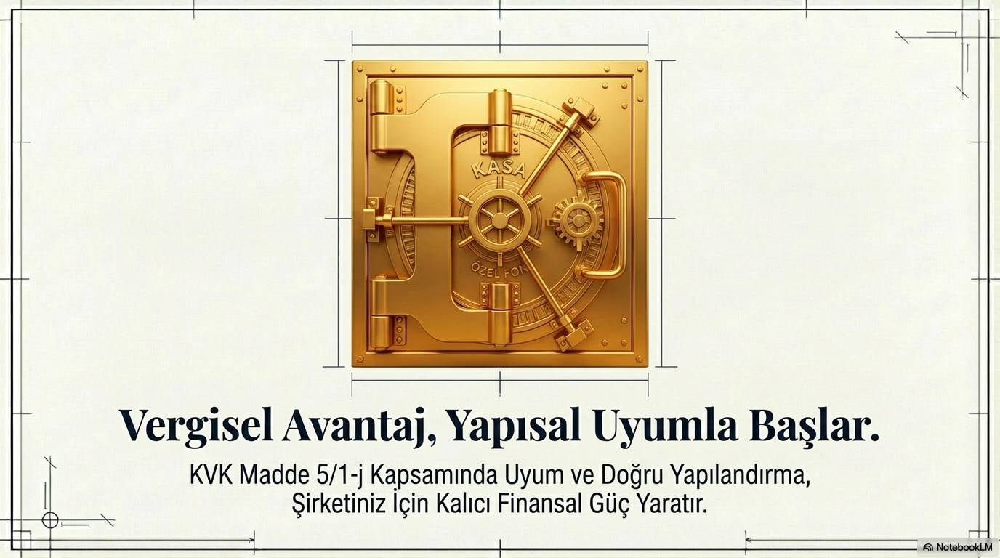 KASA
ÖZEL FON
Vergisel Avantaj, Yapısal Uyumla Başlar.
KVK Madde 5/1-j Kapsamında Uyum ve Doğru Yapılandırma,
Şirketiniz İçin Kalıcı Finansal Güç Yaratır.
NotebookLM